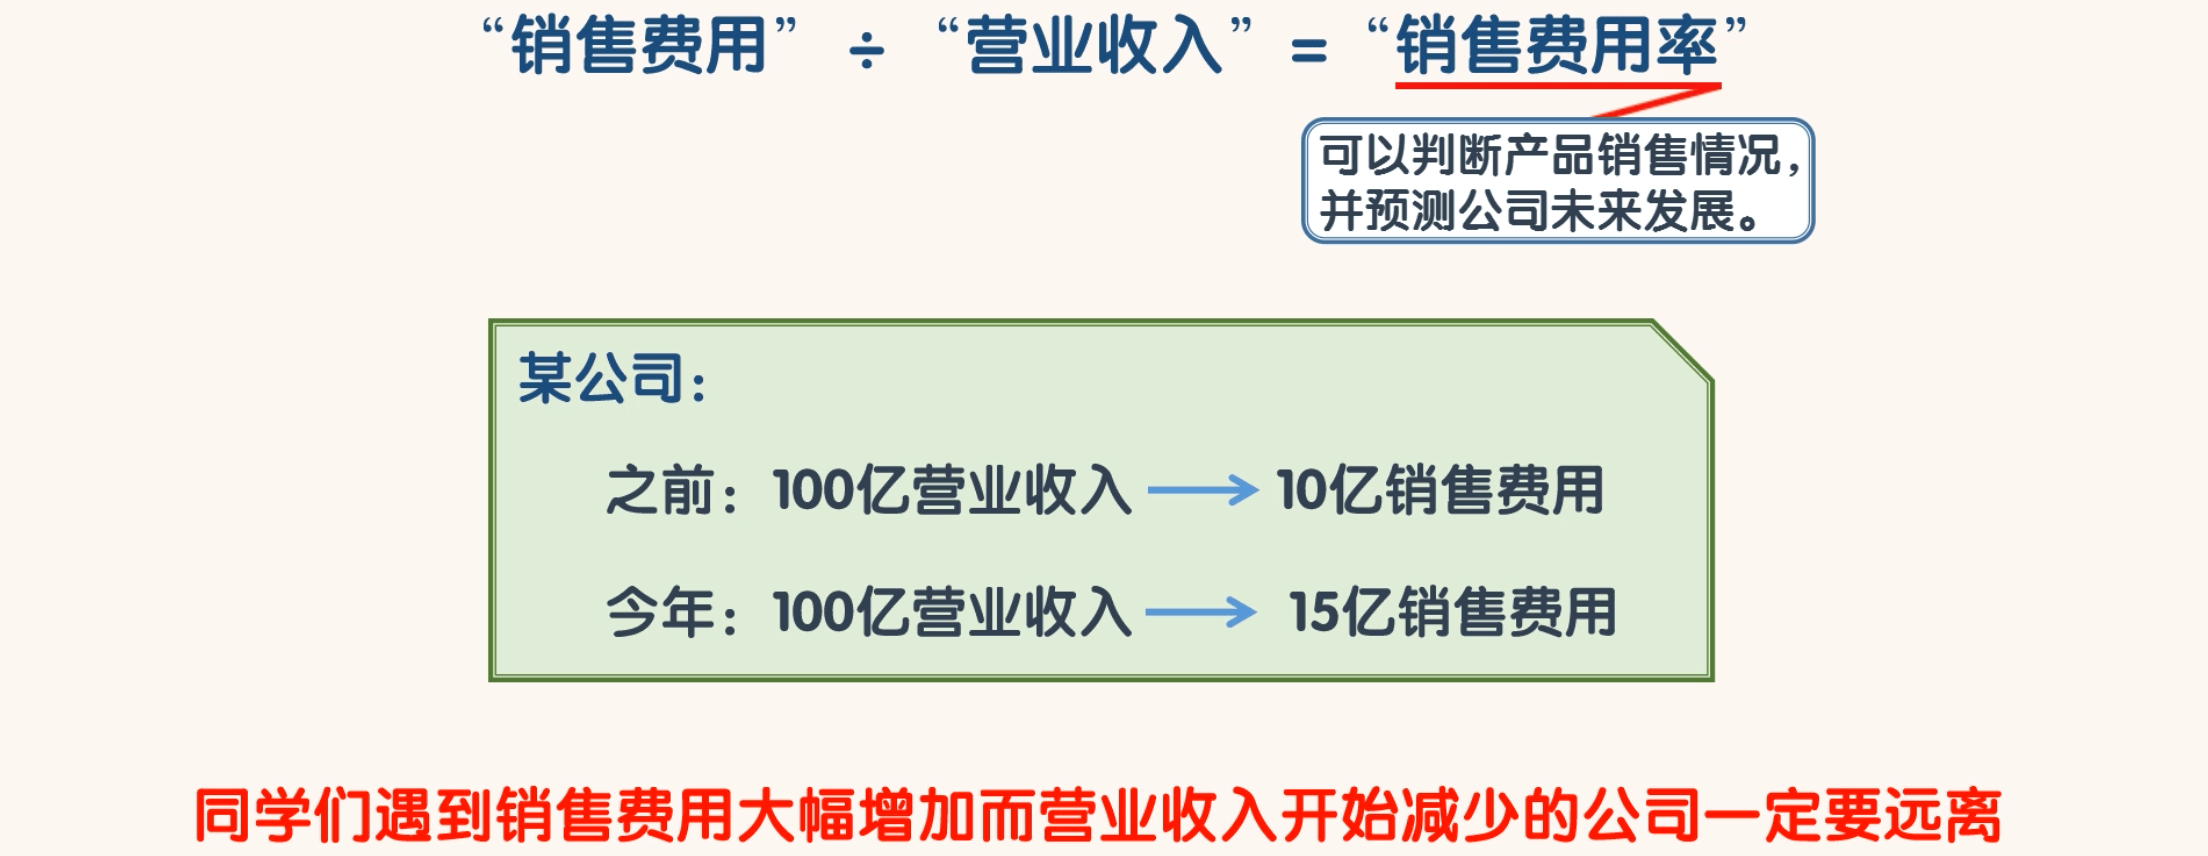 “销售费用” ÷ “营业收入” = “销售费用率”
可以判断产品销售情况，
并预测公司未来发展。
某公司：
之前：100亿营业收入 → 10亿销售费用
今年：100亿营业收入 → 15亿销售费用
同学们遇到销售费用大幅增加而营业收入开始减少的公司一定要远离